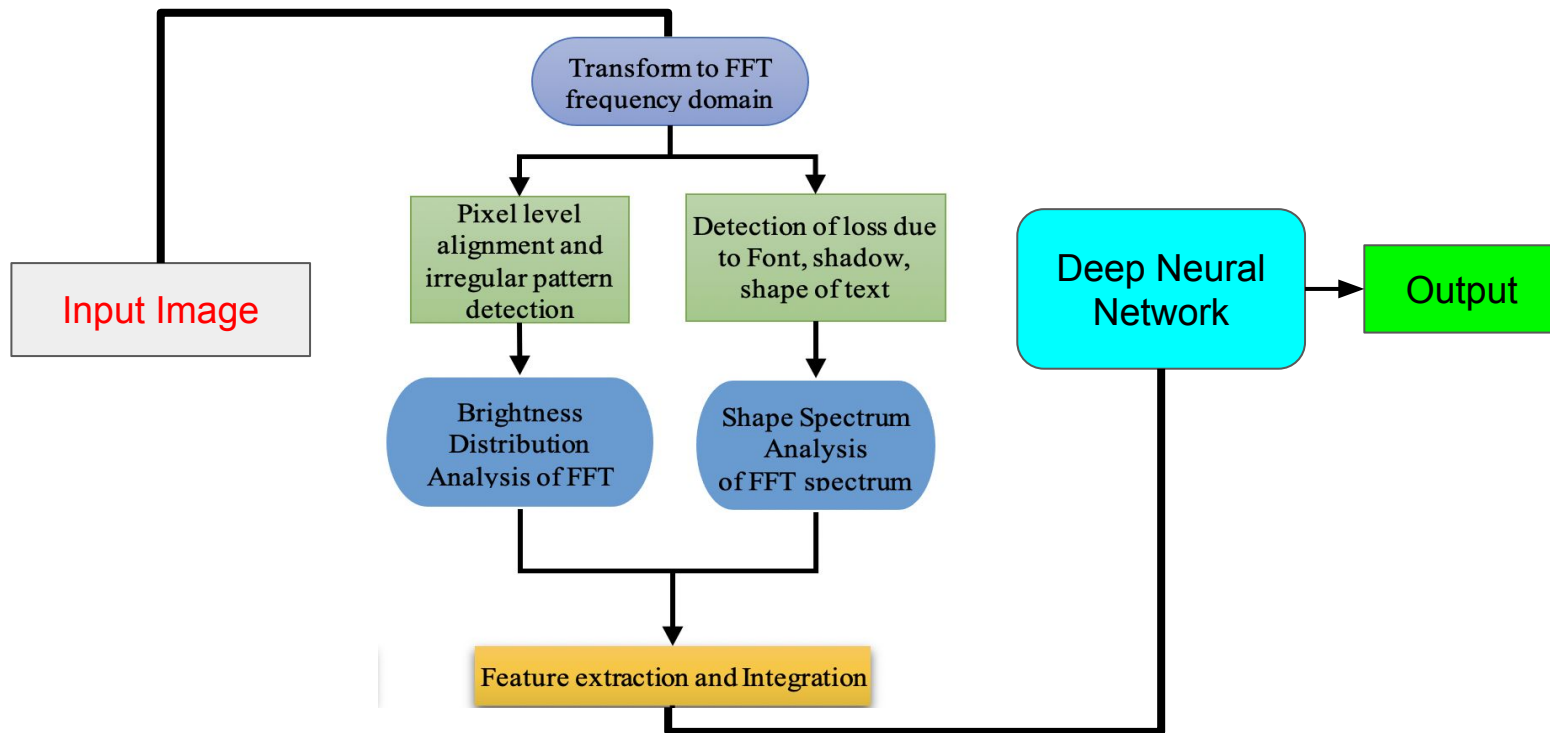 Input Image
Transform to FFT
frequency domain
Pixel level
alignment and
irregular pattern
detection
Detection of loss due
to Font, shadow,
shape of text
Brightness
Distribution
Analysis of FFT
Shape Spectrum
Analysis
of FFT spectrum
Feature extraction and Integration
Deep Neural
Network
Output